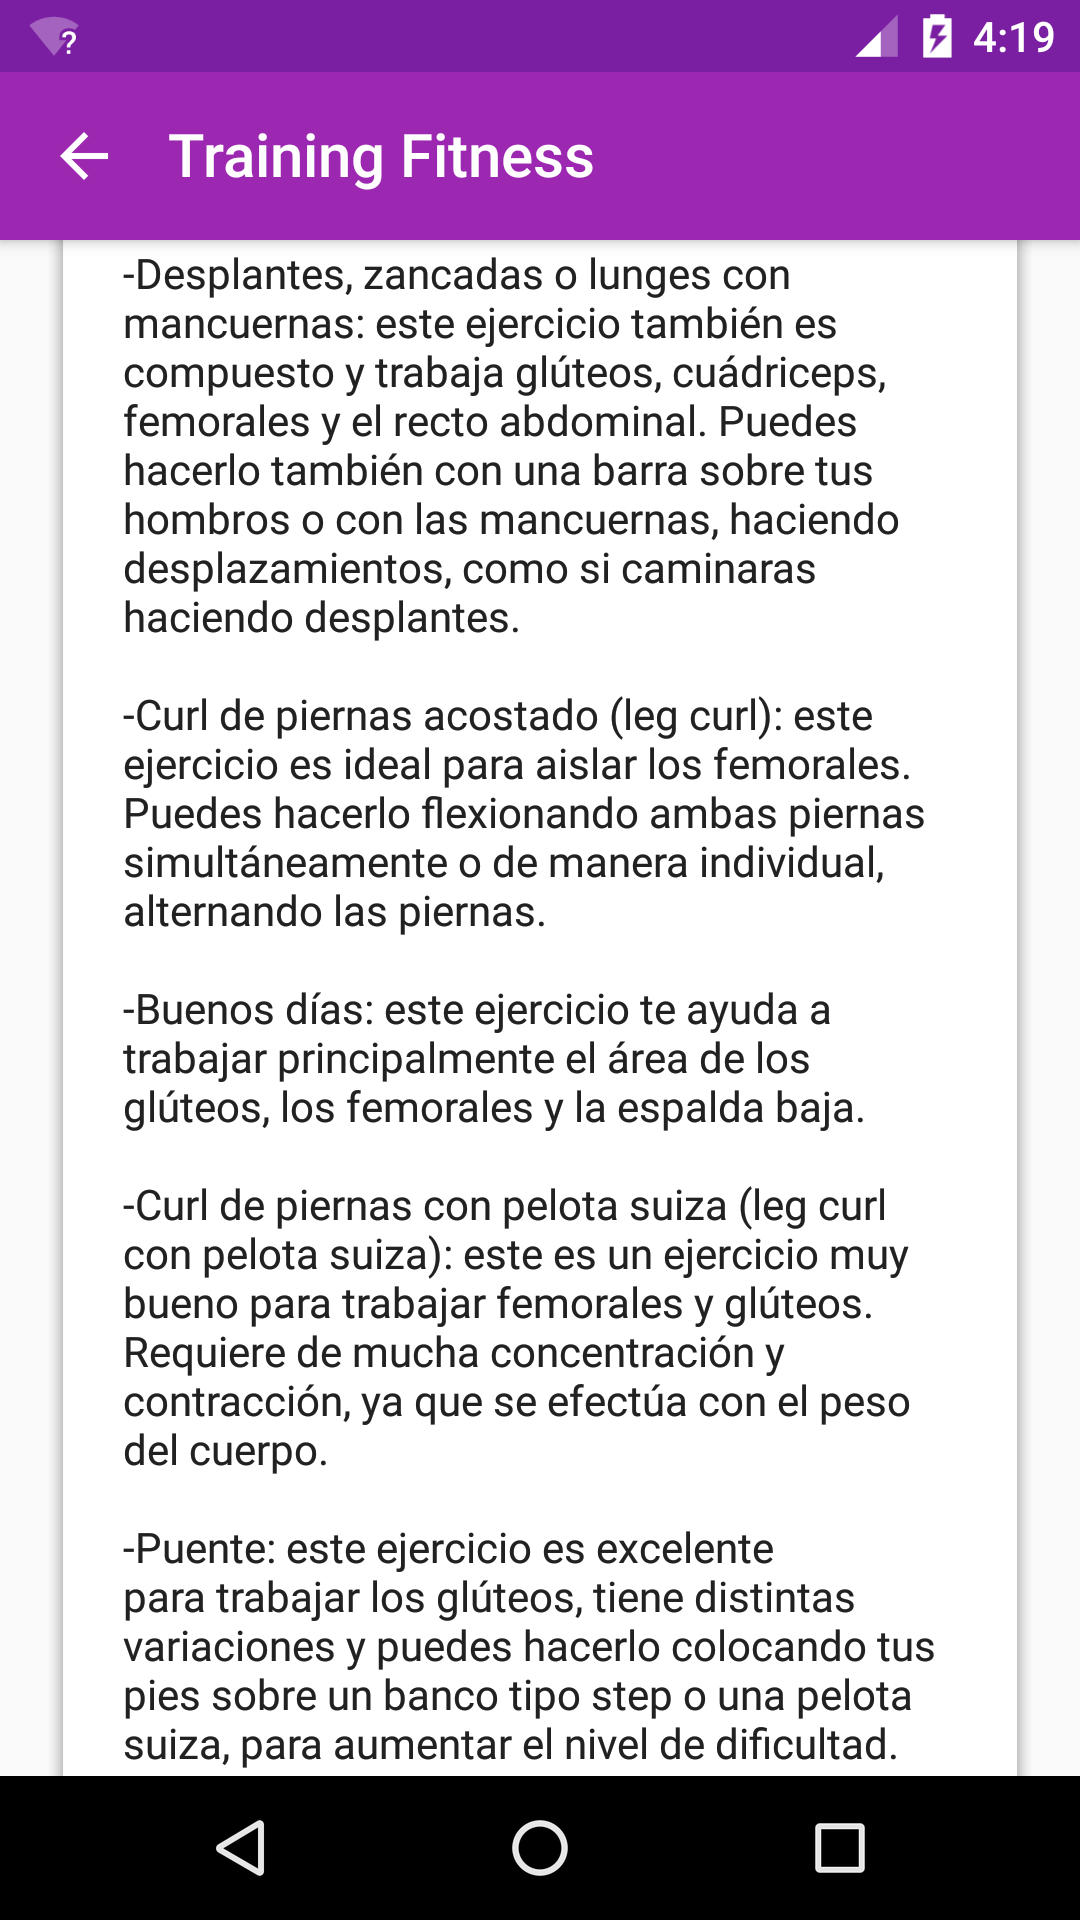 ?
4:19
Training Fitness
-Desplantes, zancadas o lunges con
mancuernas: este ejercicio también es
compuesto y trabaja glúteos, cuádriceps,
femorales y el recto abdominal. Puedes
hacerlo también con una barra sobre tus
hombros o con las mancuernas, haciendo
desplazamientos, como si caminaras
haciendo desplantes.
-Curl de piernas acostado (leg curl): este
ejercicio es ideal para aislar los femorales.
Puedes hacerlo flexionando ambas piernas
simultáneamente o de manera individual,
alternando las piernas.
-Buenos días: este ejercicio te ayuda a
trabajar principalmente el área de los
glúteos, los femorales y la espalda baja.
-Curl de piernas con pelota suiza (leg curl
con pelota suiza): este es un ejercicio muy
bueno para trabajar femorales y glúteos.
Requiere de mucha concentración y
contracción, ya que se efectúa con el peso
del cuerpo.
-Puente: este ejercicio es excelente
para trabajar los glúteos, tiene distintas
variaciones y puedes hacerlo colocando tus
pies sobre un banco tipo step o una pelota
suiza, para aumentar el nivel de dificultad.